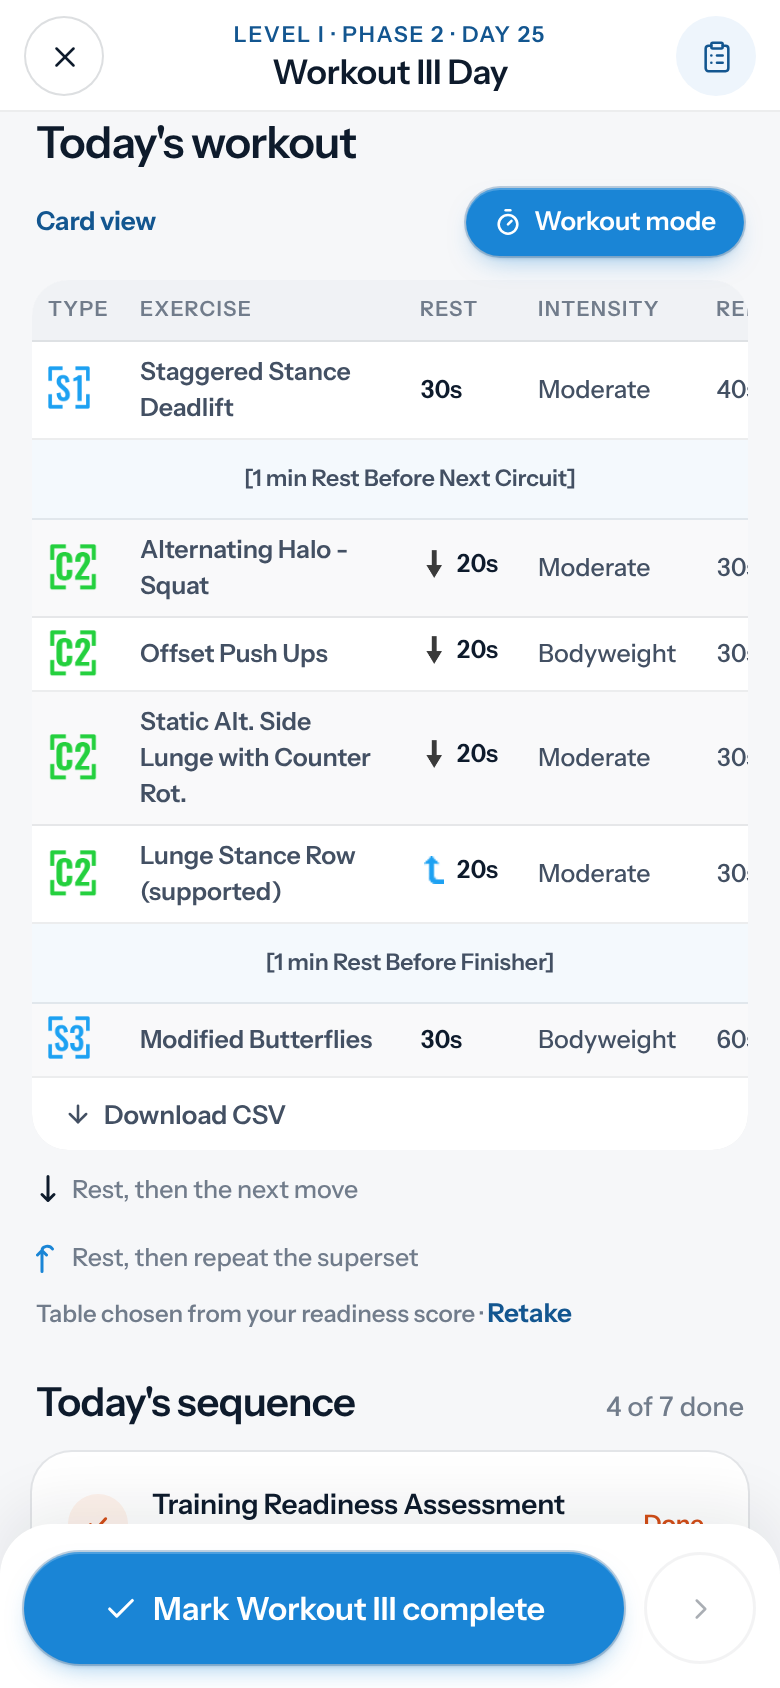 LEVEL I · PHASE 2 · DAY 25
Workout III Day
Today's workout
Card view
Workout mode
TYPE EXERCISE REST INTENSITY
S1 Staggered Stance Deadlift 30s Moderate
[1 min Rest Before Next Circuit]
C2 Alternating Halo - Squat 20s Moderate
C2 Offset Push Ups 20s Bodyweight
C2 Static Alt. Side Lunge with Counter Rot. 20s Moderate
C2 Lunge Stance Row (supported) 20s Moderate
[1 min Rest Before Finisher]
S3 Modified Butterflies 30s Bodyweight
Download CSV
Rest, then the next move
Rest, then repeat the superset
Table chosen from your readiness score · Retake
Today's sequence
4 of 7 done
Training Readiness Assessment
Done
Mark Workout III complete